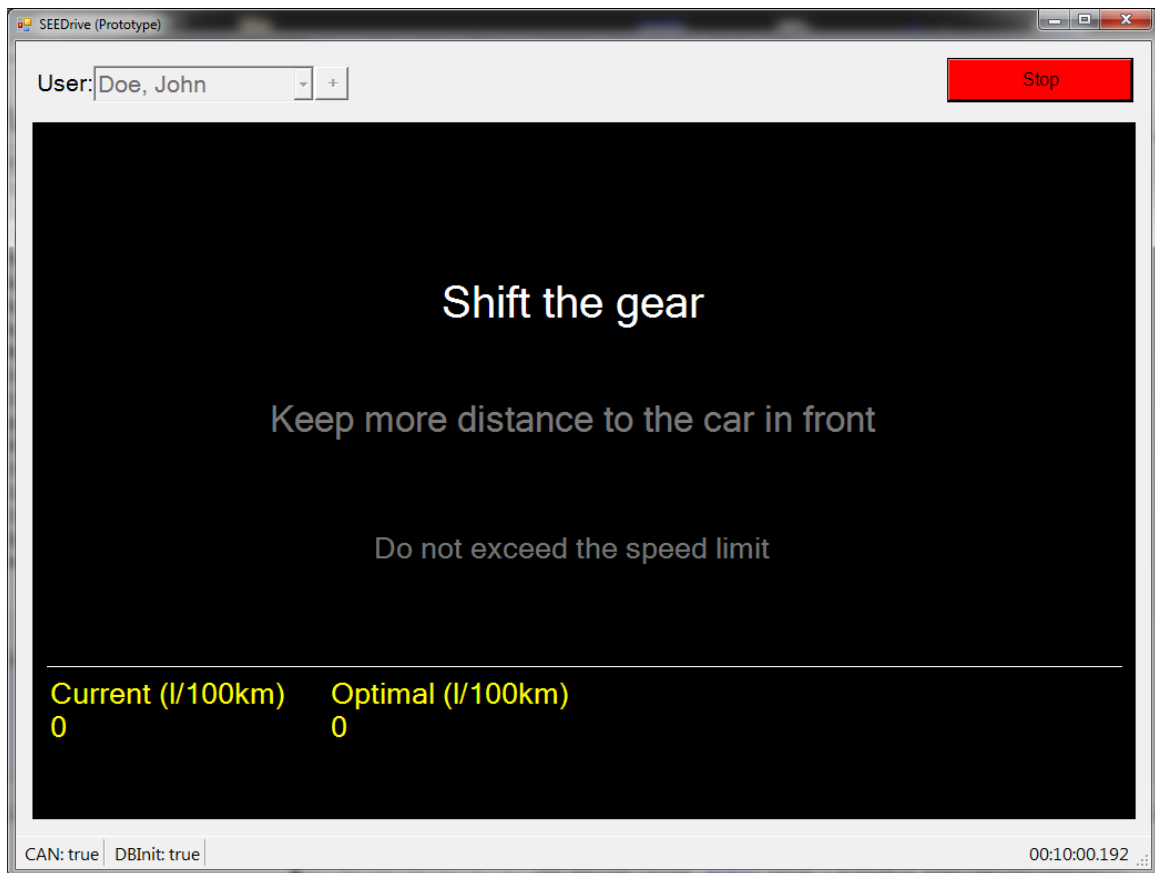 SEEDrive (Prototype)
User: Doe, John +
Stop
Shift the gear
Keep more distance to the car in front
Do not exceed the speed limit
Current (l/100km) Optimal (l/100km)
0 0
CAN: true DBInit: true 00:10:00.192